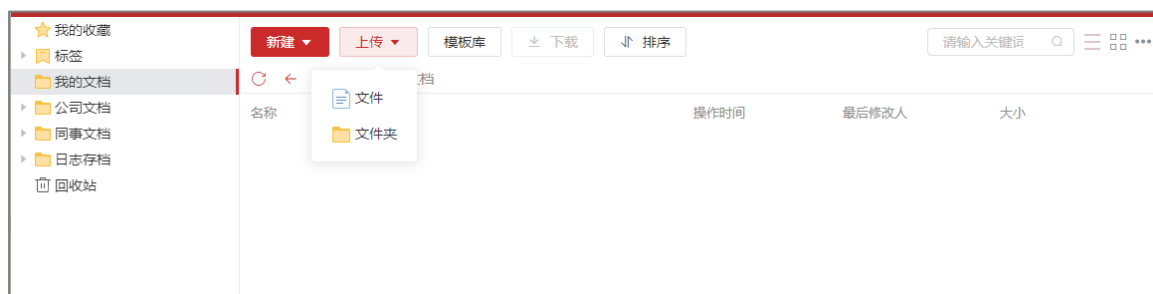 我的收藏
标签
我的文档
公司文档
同事文档
日志存档
回收站
新建 上传 模板库 下载 排序 请输入关键词
文件
文件夹
档
名称 操作时间 最后修改人 大小